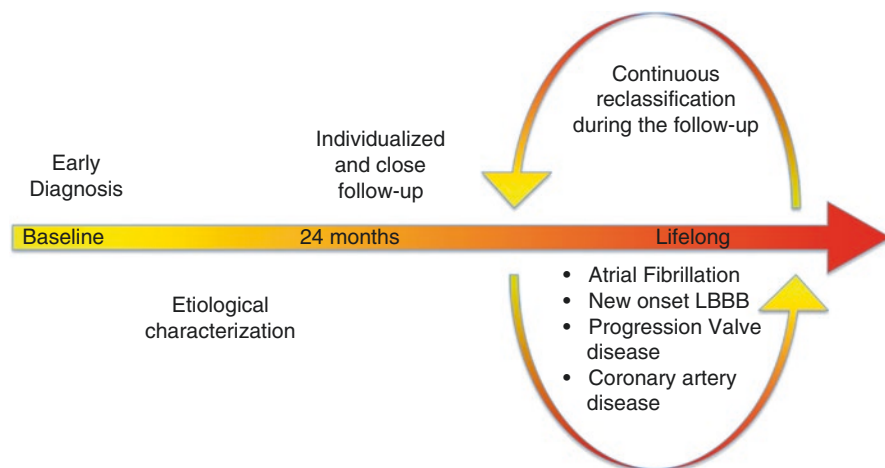 Continuous
reclassification
during the follow-up
Individualized
and close
follow-up
Early
Diagnosis
Baseline
24 months
Lifelong
Etiological
characterization
• Atrial Fibrillation
• New onset LBBB
• Progression Valve
disease
• Coronary artery
disease